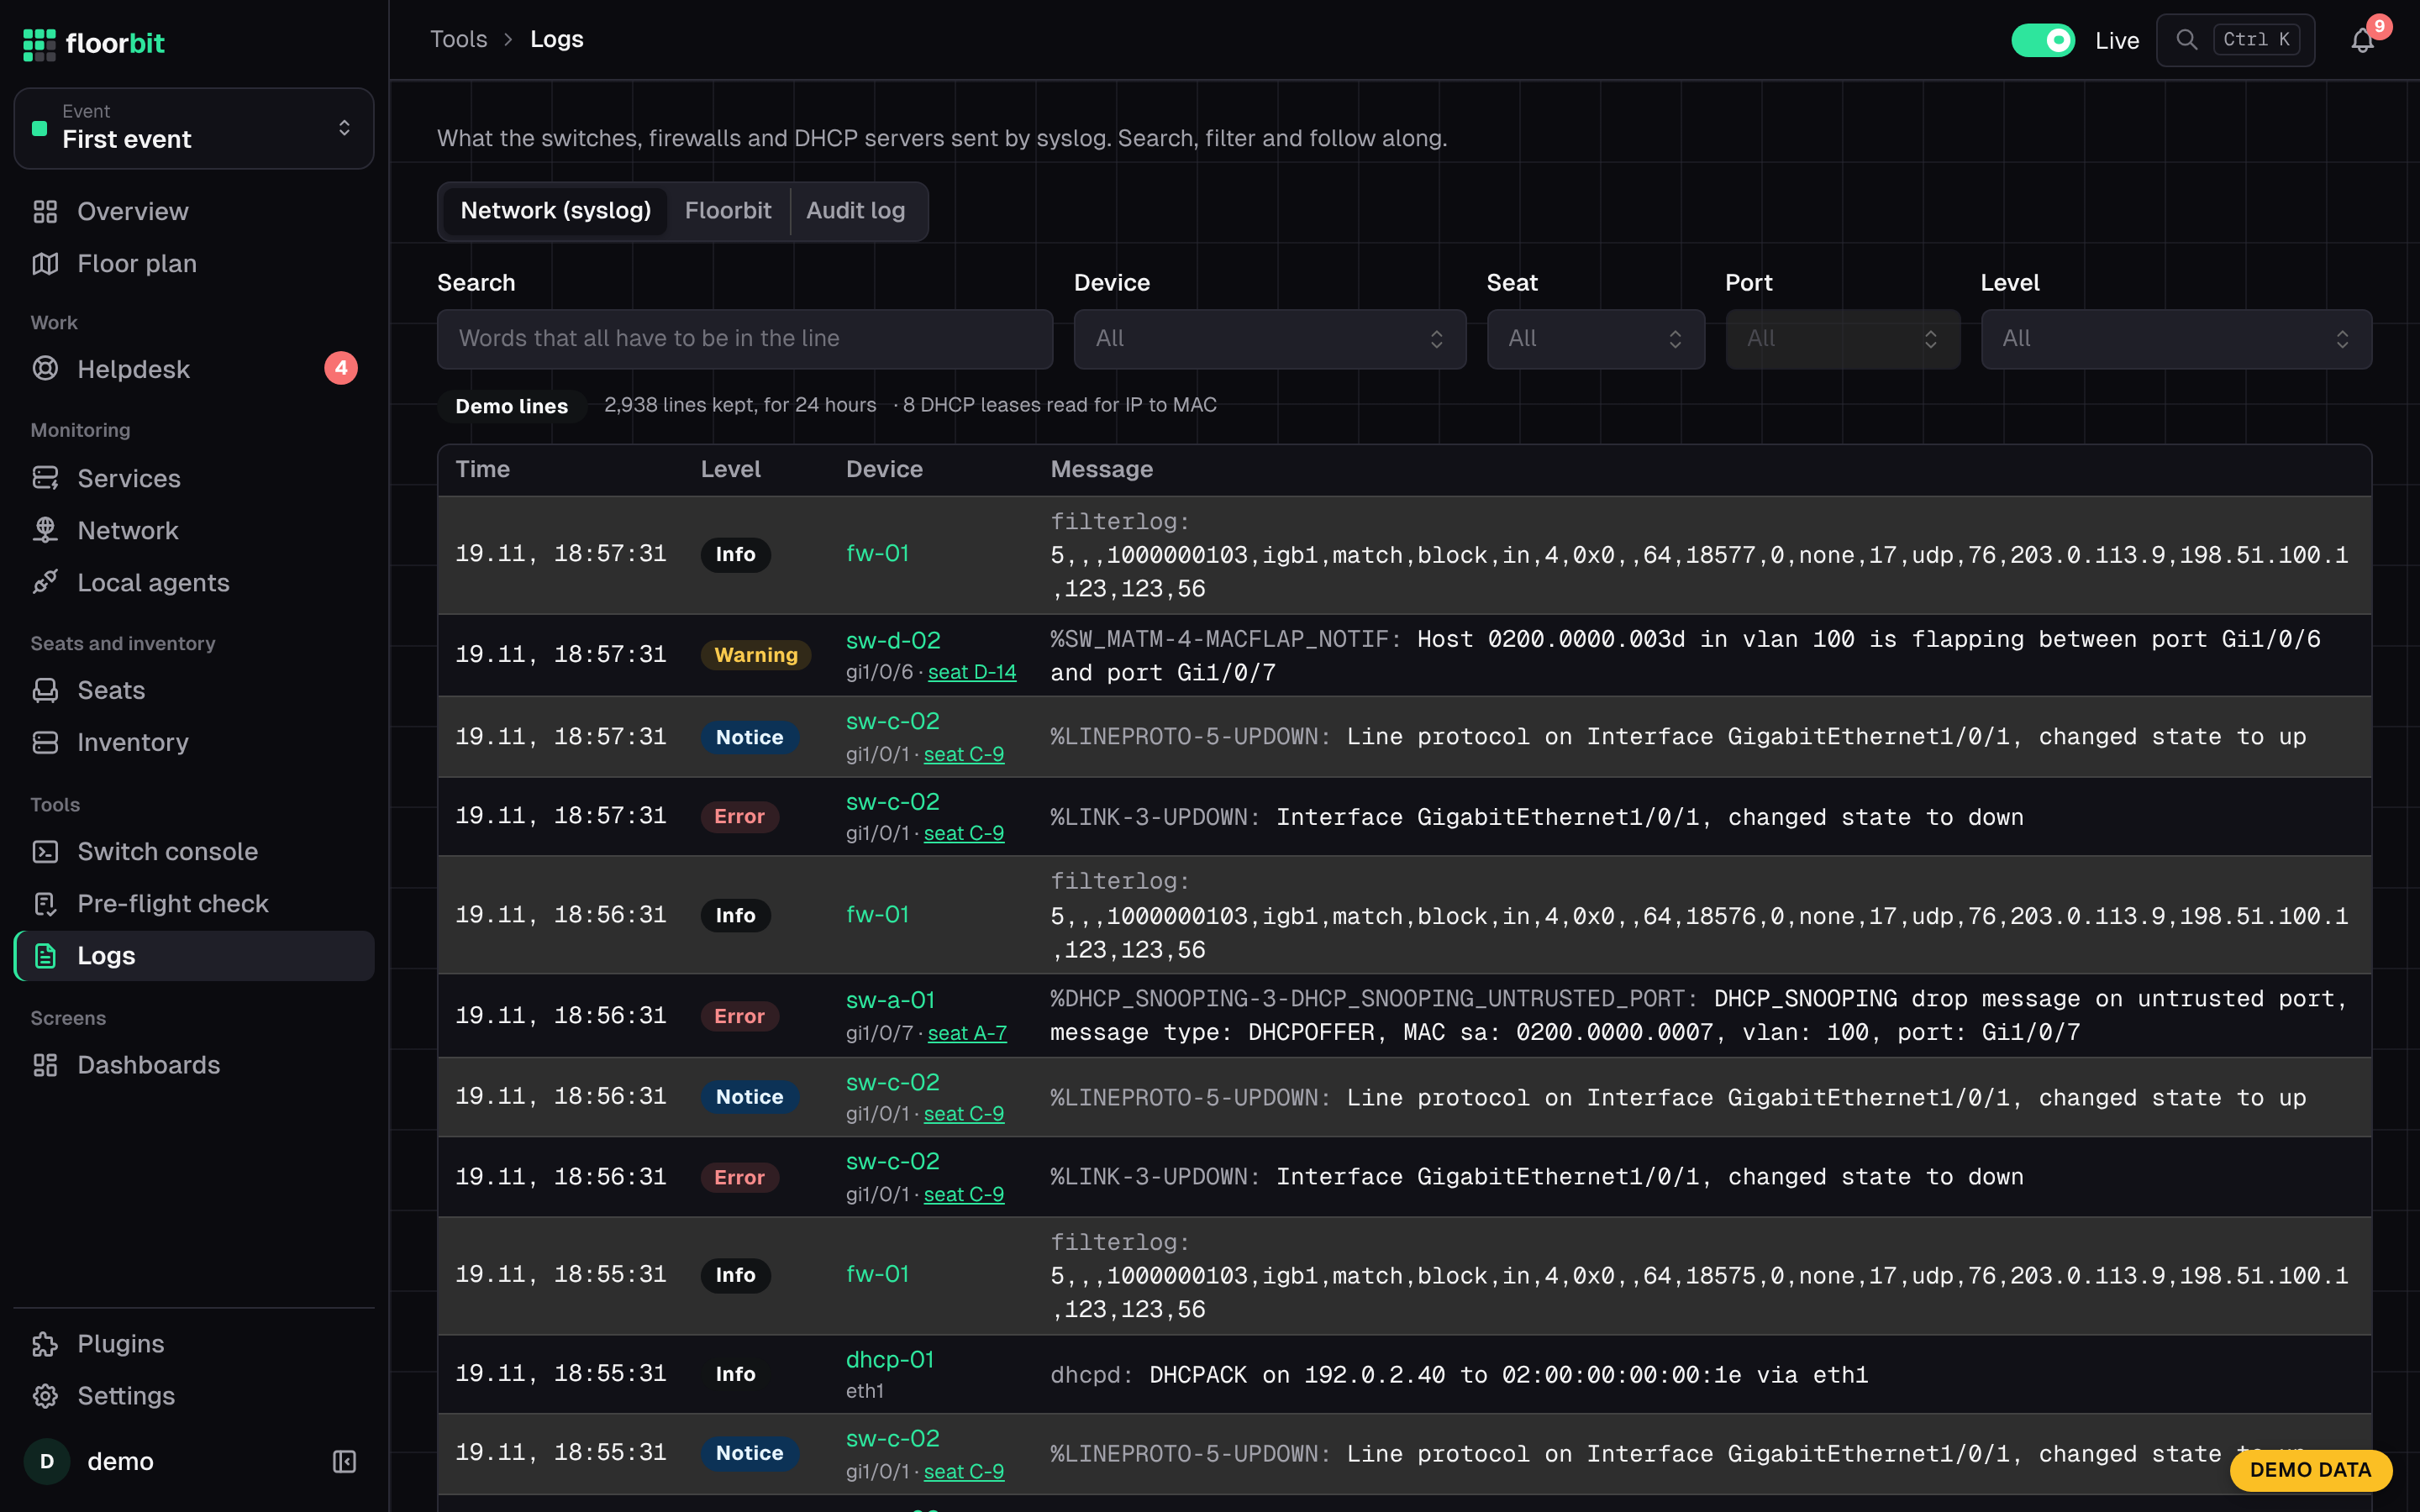 floorbit
Event
First event
Overview
Floor plan
Work
Helpdesk 4
Monitoring
Services
Network
Local agents
Seats and inventory
Seats
Inventory
Tools
Switch console
Pre-flight check
Logs
Screens
Dashboards
Plugins
Settings
D demo
Tools > Logs
Live
Ctrl K
9
What the switches, firewalls and DHCP servers sent by syslog. Search, filter and follow along.
Network (syslog) Floorbit Audit log
Search Device Seat Port Level
Words that all have to be in the line All All All All
Demo lines 2,938 lines kept, for 24 hours · 8 DHCP leases read for IP to MAC
Time Level Device Message
filterlog:
19.11, 18:57:31 Info fw-01 5,,,1000000103,igb1,match,block,in,4,0x0,,64,18577,0,none,17,udp,76,203.0.113.9,198.51.100.1
,123,123,56
19.11, 18:57:31 Warning sw-d-02 %SW_MATM-4-MACFLAP_NOTIF: Host 0200.0000.003d in vlan 100 is flapping between port Gi1/0/6
gi1/0/6 · seat D-14 and port Gi1/0/7
19.11, 18:57:31 Notice sw-c-02 %LINEPROTO-5-UPDOWN: Line protocol on Interface GigabitEthernet1/0/1, changed state to up
gi1/0/1 · seat C-9
19.11, 18:57:31 Error sw-c-02 %LINK-3-UPDOWN: Interface GigabitEthernet1/0/1, changed state to down
gi1/0/1 · seat C-9
filterlog:
19.11, 18:56:31 Info fw-01 5,,,1000000103,igb1,match,block,in,4,0x0,,64,18576,0,none,17,udp,76,203.0.113.9,198.51.100.1
,123,123,56
19.11, 18:56:31 Error sw-a-01 %DHCP_SNOOPING-3-DHCP_SNOOPING_UNTRUSTED_PORT: DHCP_SNOOPING drop message on untrusted port,
gi1/0/7 · seat A-7 message type: DHCPOFFER, MAC sa: 0200.0000.0007, vlan: 100, port: Gi1/0/7
19.11, 18:56:31 Notice sw-c-02 %LINEPROTO-5-UPDOWN: Line protocol on Interface GigabitEthernet1/0/1, changed state to up
gi1/0/1 · seat C-9
19.11, 18:56:31 Error sw-c-02 %LINK-3-UPDOWN: Interface GigabitEthernet1/0/1, changed state to down
gi1/0/1 · seat C-9
filterlog:
19.11, 18:55:31 Info fw-01 5,,,1000000103,igb1,match,block,in,4,0x0,,64,18575,0,none,17,udp,76,203.0.113.9,198.51.100.1
,123,123,56
19.11, 18:55:31 Info dhcp-01 dhcpd: DHCPACK on 192.0.2.40 to 02:00:00:00:00:1e via eth1
eth1
19.11, 18:55:31 Notice sw-c-02 %LINEPROTO-5-UPDOWN: Line protocol on Interface GigabitEthernet1/0/1, changed state
gi1/0/1 · seat C-9
DEMO DATA